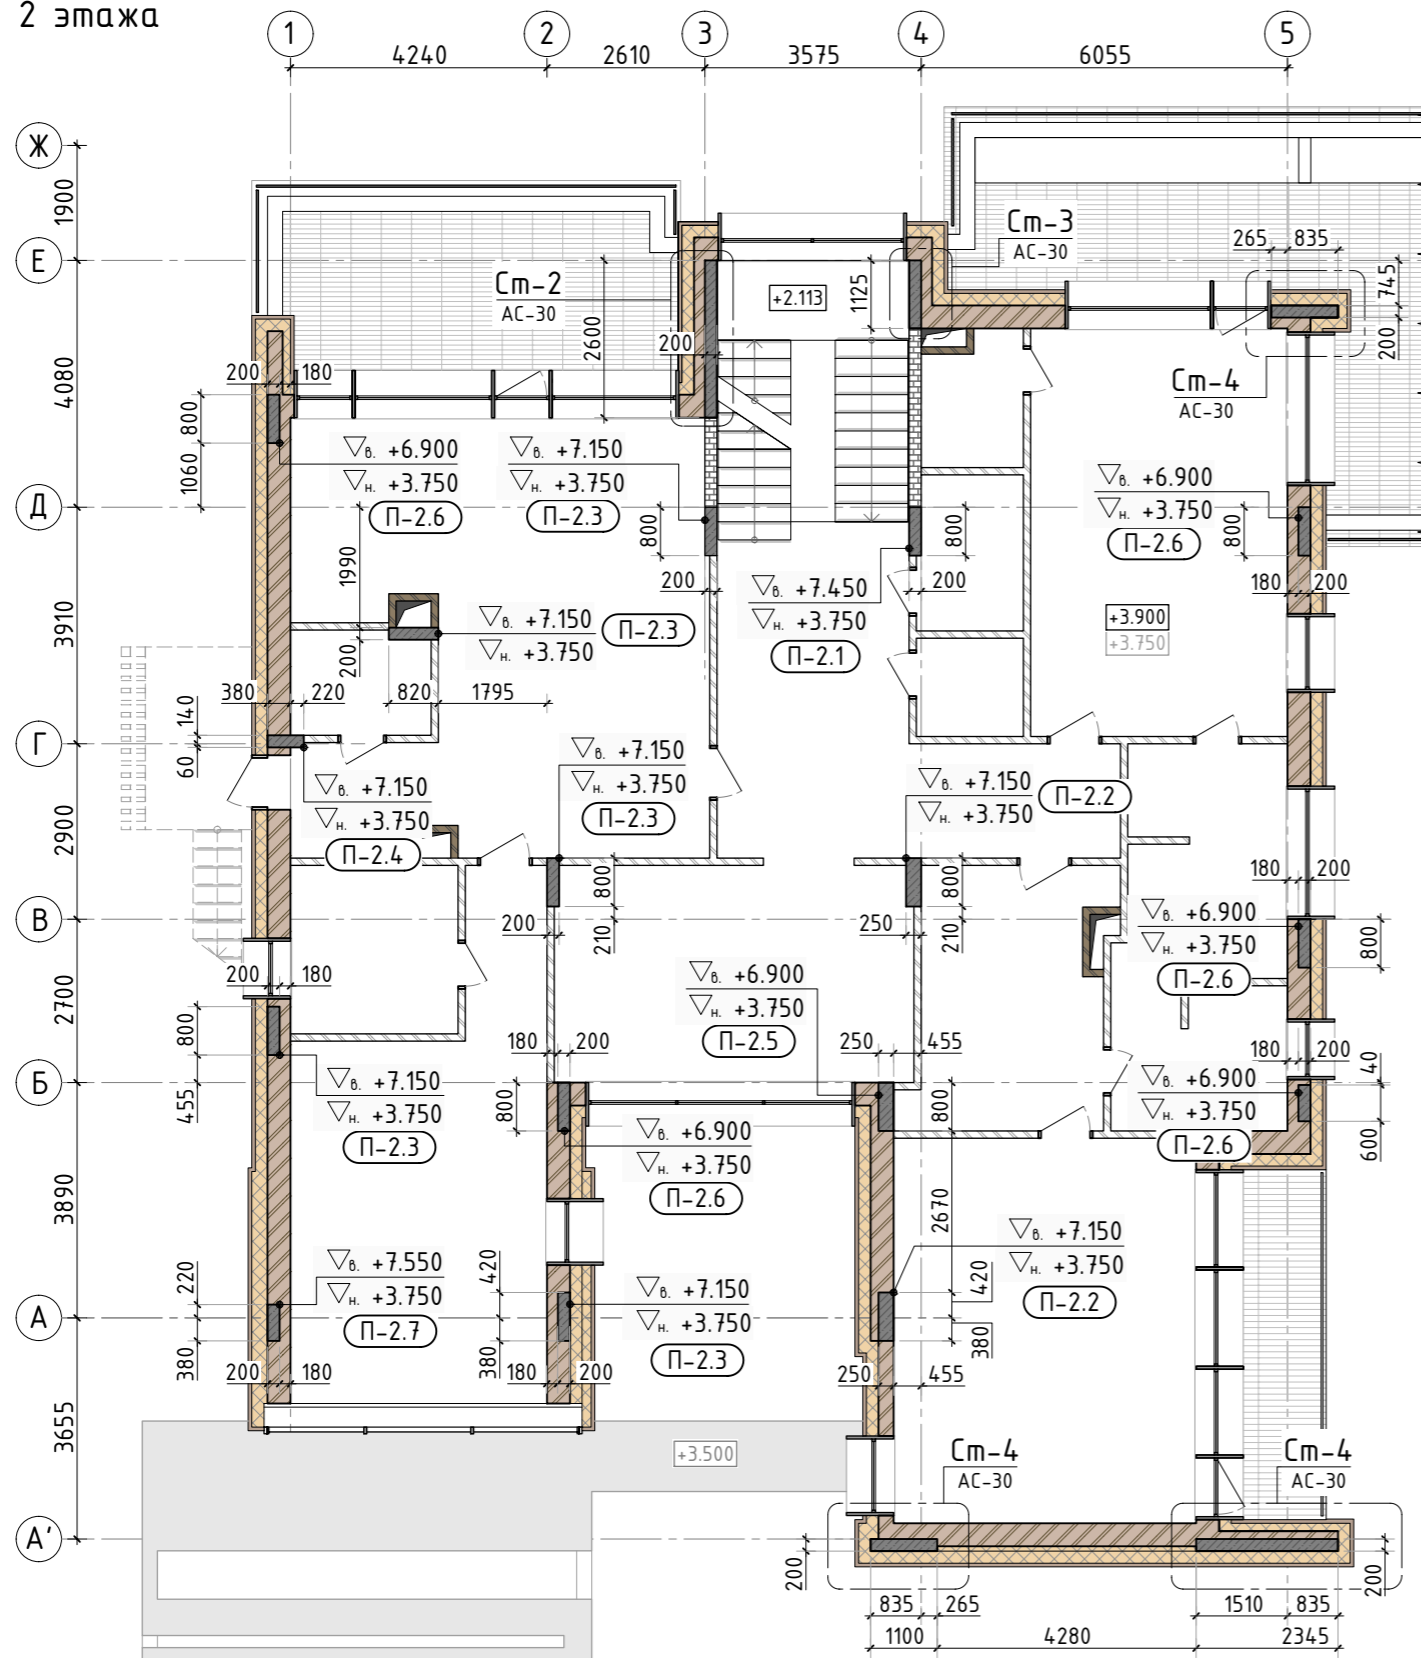 2 этажа
1
2
3
4
5
4240
2610
3575
6055
Ж
1900
Е
4080
Д
3910
Г
2900
В
2700
Б
3890
А
3655
А'
Ст-2
АС-30
Ст-3
АС-30
265
835
745
200
+2.113
1125
2600
200
Ст-4
АС-30
200
180
800
1060
в. +6.900
н. +3.750
П-2.6
в. +7.150
н. +3.750
П-2.3
800
200
800
200
в. +6.900
н. +3.750
П-2.6
800
180
200
1990
200
в. +7.150
н. +3.750
П-2.3
в. +7.450
н. +3.750
П-2.1
+3.900
+3.750
380
220
820
1795
140
60
в. +7.150
н. +3.750
П-2.4
в. +7.150
н. +3.750
П-2.3
в. +7.150
н. +3.750
П-2.2
800
200
210
800
250
210
180
200
в. +6.900
н. +3.750
П-2.6
800
200
180
800
455
в. +6.900
н. +3.750
П-2.5
180
200
800
250
455
800
180
200
40
в. +7.150
н. +3.750
П-2.3
в. +6.900
н. +3.750
П-2.6
600
в. +6.900
н. +3.750
П-2.6
2670
в. +7.150
н. +3.750
П-2.2
220
380
в. +7.550
н. +3.750
П-2.7
420
380
в. +7.150
н. +3.750
П-2.3
420
380
200
180
180
200
250
455
+3.500
Ст-4
АС-30
Ст-4
АС-30
200
200
835
265
1510
835
1100
4280
2345